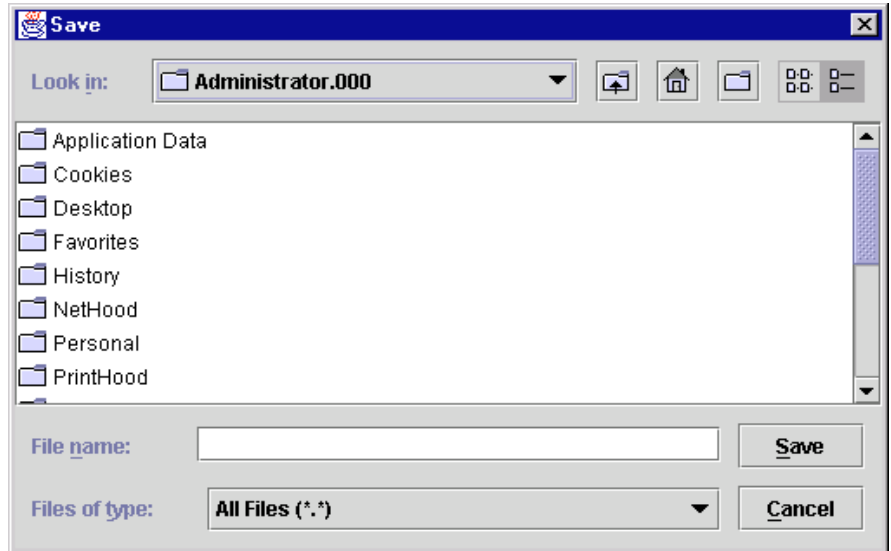 Save
Look in: Administrator.000
Application Data
Cookies
Desktop
Favorites
History
NetHood
Personal
PrintHood
File name: Save
Files of type: All Files (*.*) Cancel